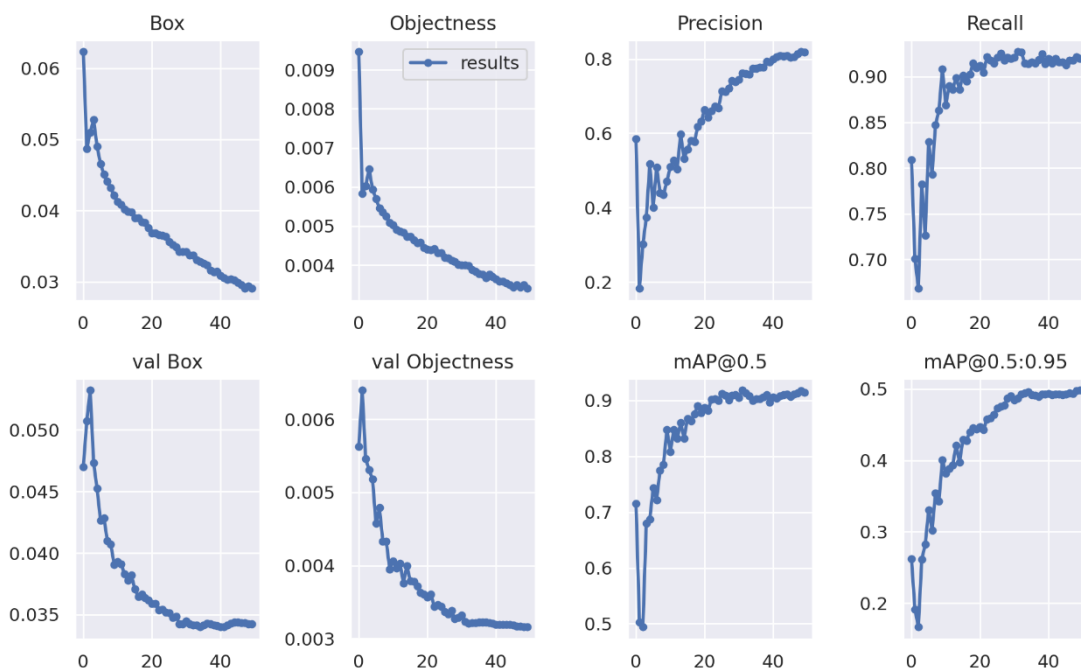 Box
Objectness
Precision
Recall
results
0.06
0.05
0.04
0.03
0.009
0.008
0.007
0.006
0.005
0.004
0.8
0.6
0.4
0.2
0.90
0.85
0.80
0.75
0.70
0 20 40
0 20 40
0 20 40
0 20 40
val Box
val Objectness
mAP@0.5
mAP@0.5:0.95
0.050
0.045
0.040
0.035
0.006
0.005
0.004
0.003
0.9
0.8
0.7
0.6
0.5
0.5
0.4
0.3
0.2
0 20 40
0 20 40
0 20 40
0 20 40